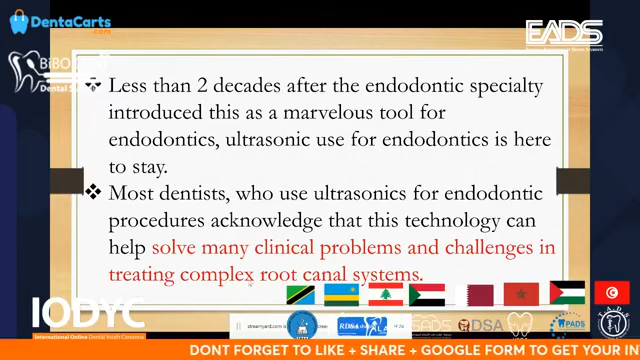 DentaCarts
.com
EADS
BiBODENT
Less than 2 decades after the endodontic specialty
introduced this as a marvelous tool for
endodontics, ultrasonic use for endodontics is here
to stay.
Most dentists, who use ultrasonics for endodontic
procedures acknowledge that this technology can
help solve many clinical problems and challenges in
treating complex root canal systems.
IODYC
International Online Dental Youth Congress
EADS
DSA
PADS
DONT FORGET TO LIKE + SHARE + GOOGLE FORM TO GET YOUR IN